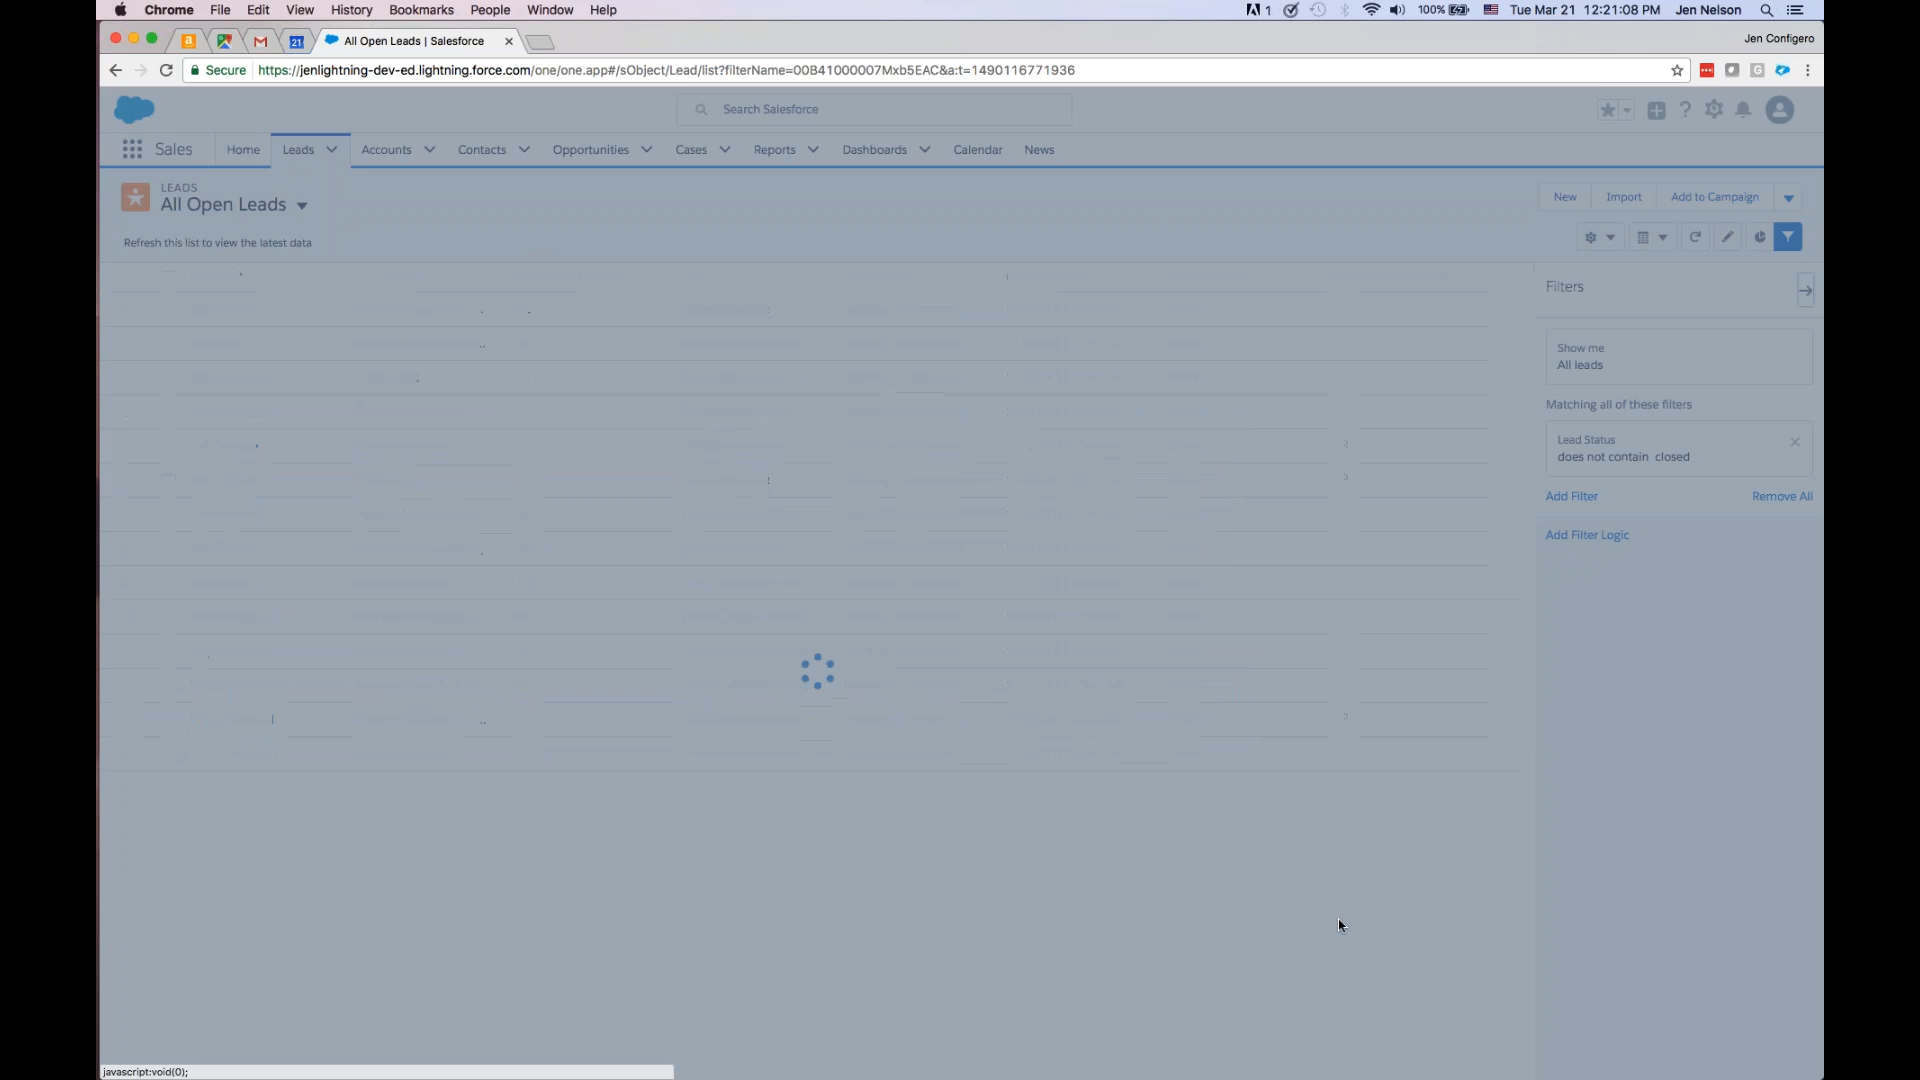 Chrome File Edit View History Bookmarks People Window Help 1 100% Tue Mar 21 12:21:08 PM Jen Nelson
21 All Open Leads | Salesforce Jen Configero
Secure https://jenlightning-dev-ed.lightning.force.com/one/one.app#/sObject/Lead/list?filterName=00B41000007Mxb5EAC&a:t=1490116771936
Search Salesforce
Sales Home Leads Accounts Contacts Opportunities Cases Reports Dashboards Calendar News
LEADS
All Open Leads
New Import Add to Campaign
Refresh this list to view the latest data
Filters
Show me
All leads
Matching all of these filters
Lead Status
does not contain closed
Add Filter Remove All
Add Filter Logic
javascript:void(0);